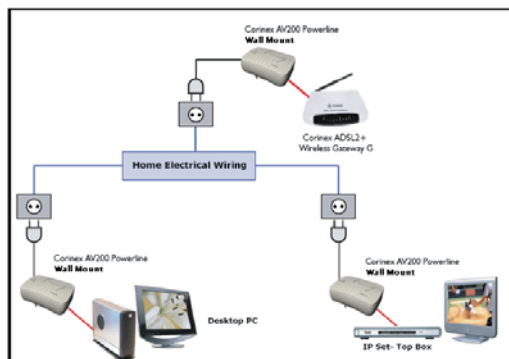 Corinex AV200 Powerline
Wall Mount
Corinex ADSL2+
Wireless Gateway G
Home Electrical Wiring
Corinex AV200 Powerline
Wall Mount
Desktop PC
Corinex AV200 Powerline
Wall Mount
IP Set- Top Box